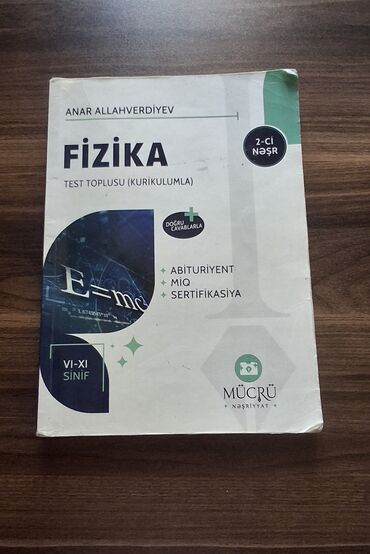 ANAR ALLAHVERDİYEV
2-Cİ
NƏŞR
FİZİKA
TEST TOPLUSU (KURİKULUMLA)
DOĞRU
CAVABLARLA
ABİTURİYENT
MİQ
SERTİFİKASİYA
E=mc
VI-XI
SİNİF
MÜCRÜ
NƏŞRİYYAT